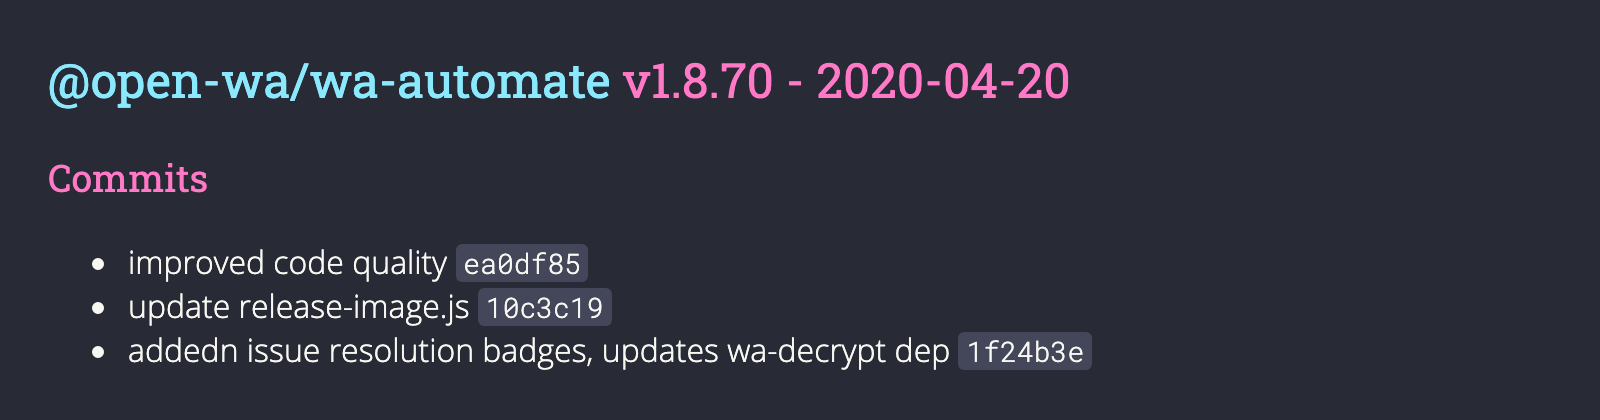 @open-wa/wa-automate v1.8.70 - 2020-04-20
Commits
improved code quality ea0df85
update release-image.js 10c3c19
addedn issue resolution badges, updates wa-decrypt dep 1f24b3e